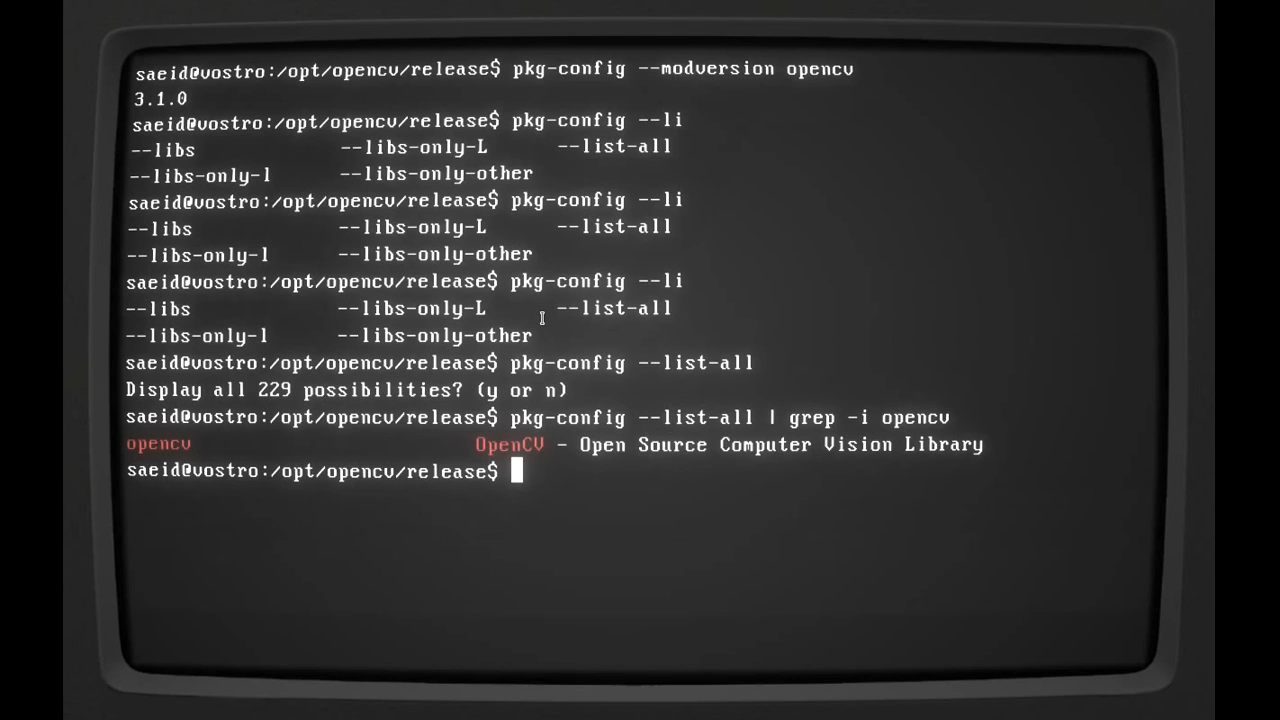 saeid@vostro:/opt/opencv/release$ pkg-config --modversion opencv
3.1.0
saeid@vostro:/opt/opencv/release$ pkg-config --li
--libs --libs-only-L --list-all
--libs-only-l --libs-only-other
saeid@vostro:/opt/opencv/release$ pkg-config --li
--libs --libs-only-L --list-all
--libs-only-l --libs-only-other
saeid@vostro:/opt/opencv/release$ pkg-config --li
--libs --libs-only-L --list-all
--libs-only-l --libs-only-other
saeid@vostro:/opt/opencv/release$ pkg-config --list-all
Display all 229 possibilities? (y or n)
saeid@vostro:/opt/opencv/release$ pkg-config --list-all | grep -i opencv
opencv OpenCV - Open Source Computer Vision Library
saeid@vostro:/opt/opencv/release$